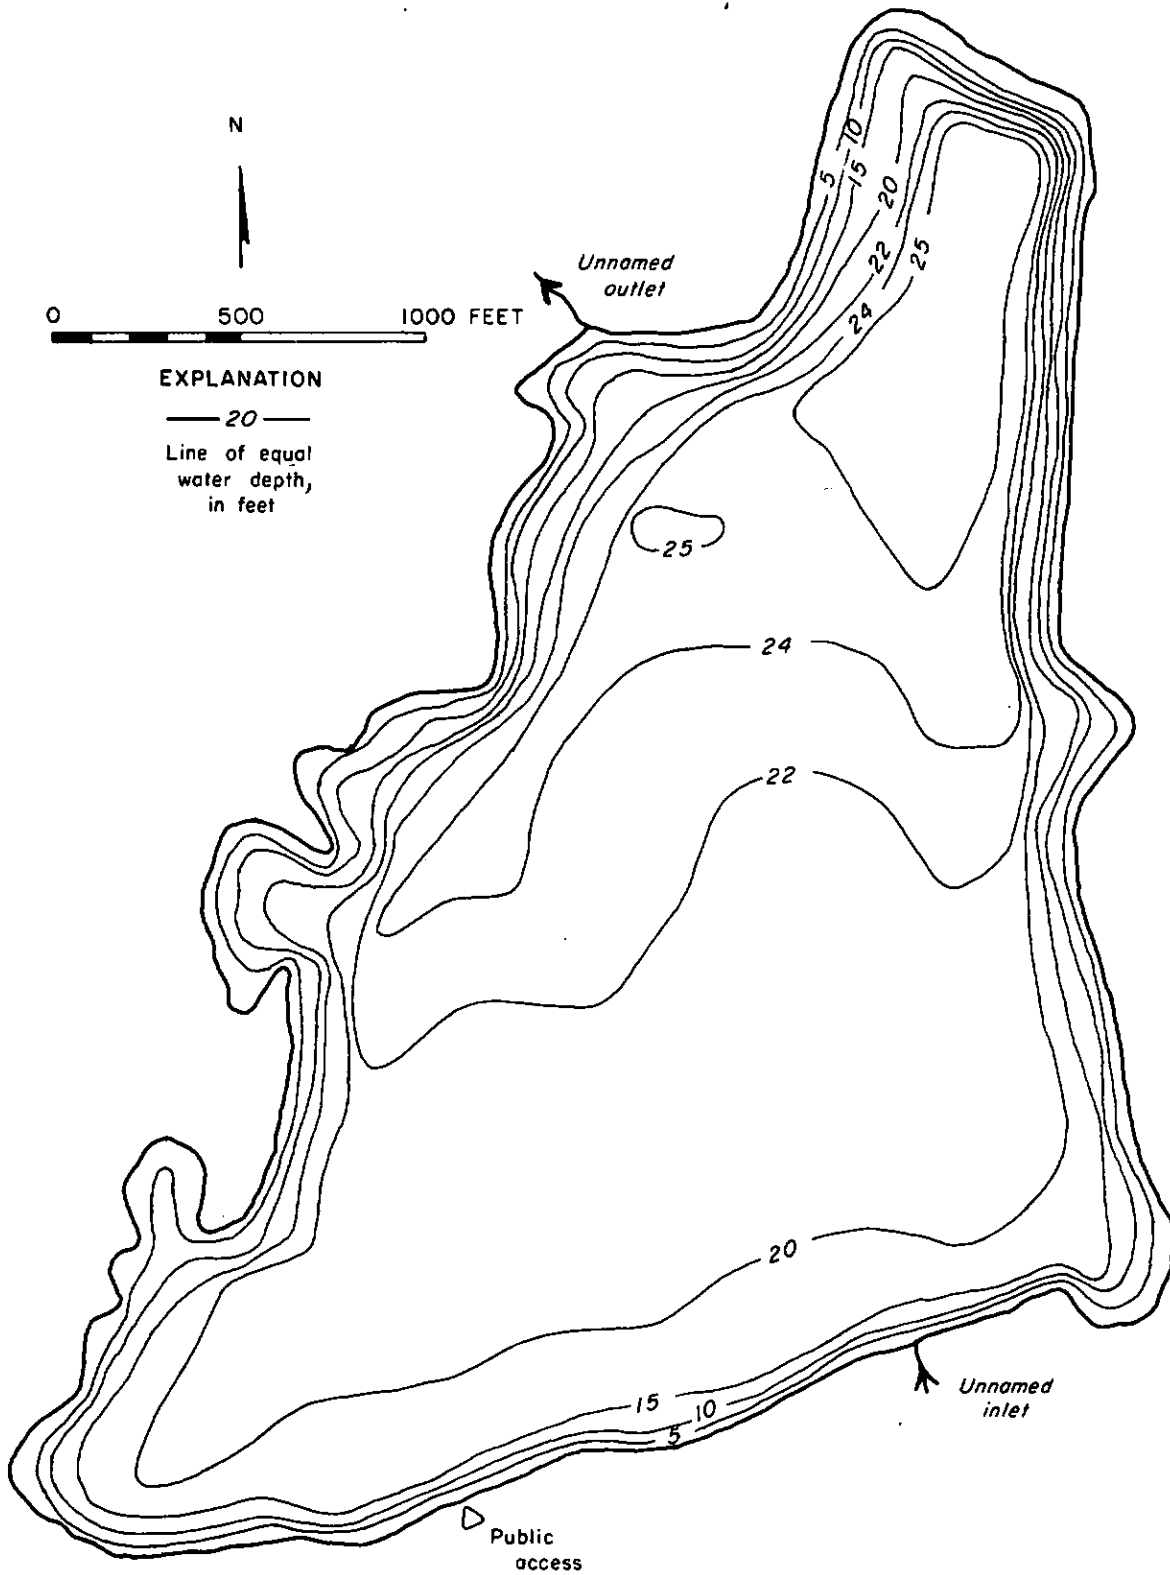 N
0 500 1000 FEET
EXPLANATION
20
Line of equal
water depth,
in feet
Unnamed
outlet
5
10
15
20
22
24
25
25
24
22
20
15
10
5
Unnamed
inlet
Public
access